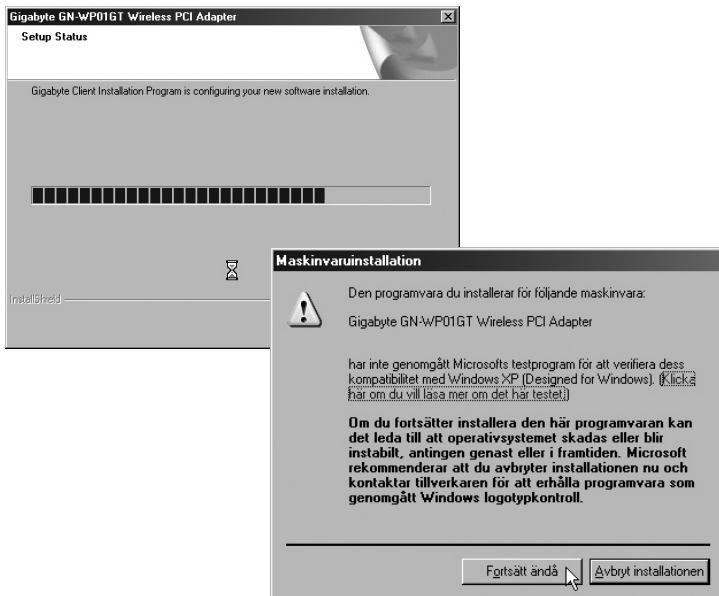 Gigabyte GN-WP01GT Wireless PCI Adapter
Setup Status
Gigabyte Client Installation Program is configuring your new software installation.
InstallShield
Maskinvaruinstallation
Den programvara du installerar för följande maskinvara:
Gigabyte GN-WP01GT Wireless PCI Adapter
har inte genomgått Microsofts testprogram för att verifiera dess
kompatibilitet med Windows XP (Designed for Windows). (Klicka
här om du vill läsa mer om det här testet.)
Om du fortsätter installera den här programvaran kan
det leda till att operativsystemet skadas eller blir
instabilt, antingen genast eller i framtiden. Microsoft
rekommenderar att du avbryter installationen nu och
kontaktar tillverkaren för att erhålla programvara som
genomgått Windows logotypkontroll.
Fortsätt ändå
Avbryt installationen